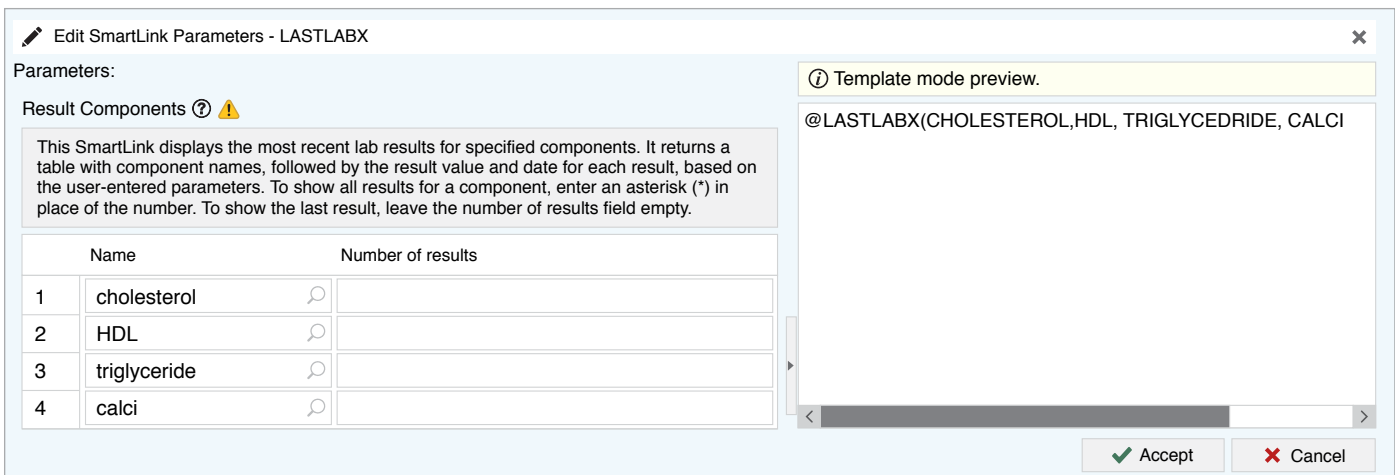 Edit SmartLink Parameters - LASTLABX
Parameters:
Result Components
This SmartLink displays the most recent lab results for specified components. It returns a
table with component names, followed by the result value and date for each result, based on
the user-entered parameters. To show all results for a component, enter an asterisk (*) in
place of the number. To show the last result, leave the number of results field empty.
Name Number of results
1 cholesterol
2 HDL
3 triglyceride
4 calci
Template mode preview.
@LASTLABX(CHOLESTEROL,HDL, TRIGLYCEDRIDE, CALCI
Accept Cancel